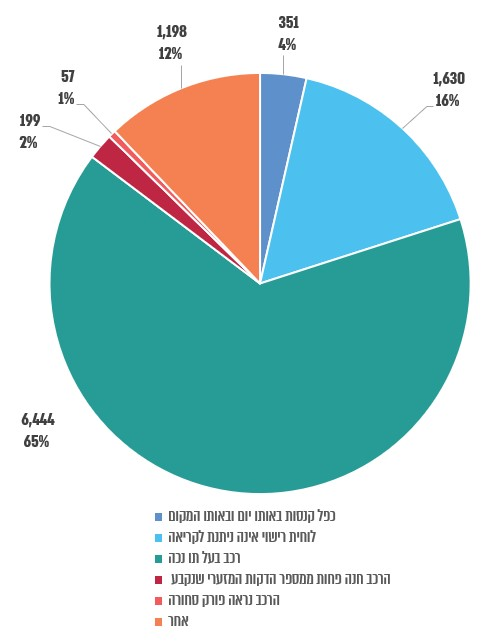 351
4%
1,198
12%
1,630
16%
57
1%
199
2%
6,444
65%
כפל קנסות באותו יום ובאותו המקום
לוחית רישוי אינה ניתנת לקריאה
רכב בעל תו נכה
הרכב חנה פחות ממספר הדקות המזערי שנקבע
הרכב נראה פורק סחורה
אחר